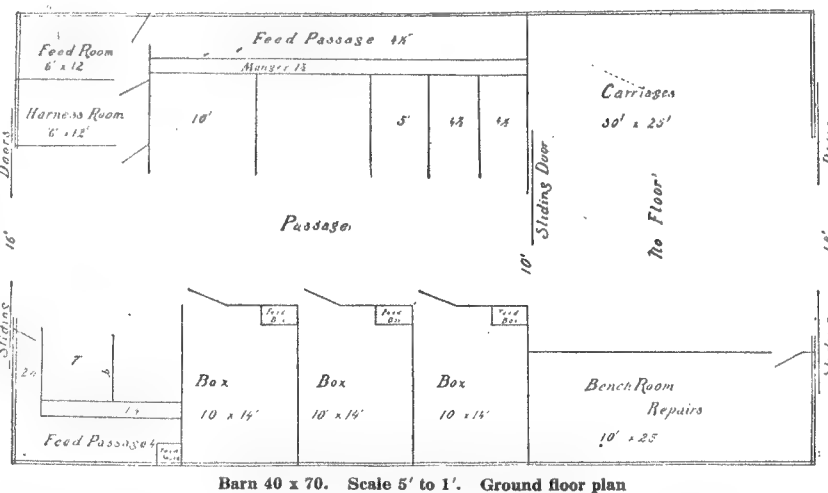 Feed Passage 4½'
Manger 1½
Feed Room
6' x 12
Harness Room
6' x 12'
10'
5'
4½
4½
Carriages
30' x 25'
No Floor
Sliding Door
10'
Passage
Doors
16'
Sliding
7'
Feed Passage 4
Feed
Box
Feed
Box
Feed
Box
Box
10 x 14'
Box
10' x 14'
Box
10 x 14'
Bench Room
Repairs
10' x 25
Barn 40 x 70. Scale 5' to 1'. Ground floor plan